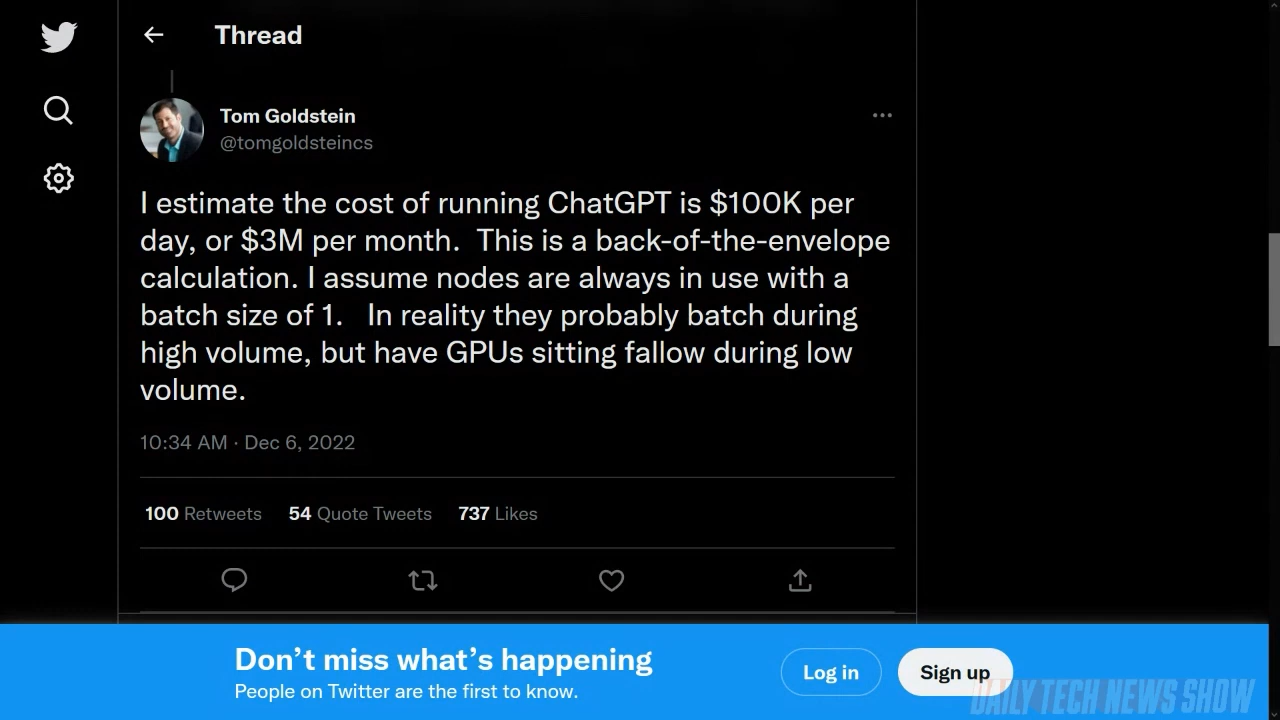 Thread
Tom Goldstein
@tomgoldsteincs
I estimate the cost of running ChatGPT is $100K per
day, or $3M per month.  This is a back-of-the-envelope
calculation. I assume nodes are always in use with a
batch size of 1.   In reality they probably batch during
high volume, but have GPUs sitting fallow during low
volume.
10:34 AM · Dec 6, 2022
100 Retweets 54 Quote Tweets 737 Likes
Don’t miss what’s happening
People on Twitter are the first to know.
Log in
Sign up
DAILY TECH NEWS SHOW